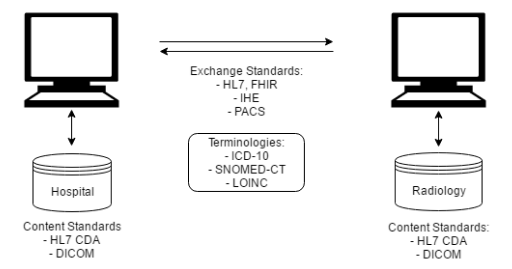 Exchange Standards:
- HL7, FHIR
- IHE
- PACS
Terminologies:
- ICD-10
- SNOMED-CT
- LOINC
Hospital
Content Standards
- HL7 CDA
- DICOM
Radiology
Content Standards:
- HL7 CDA
- DICOM